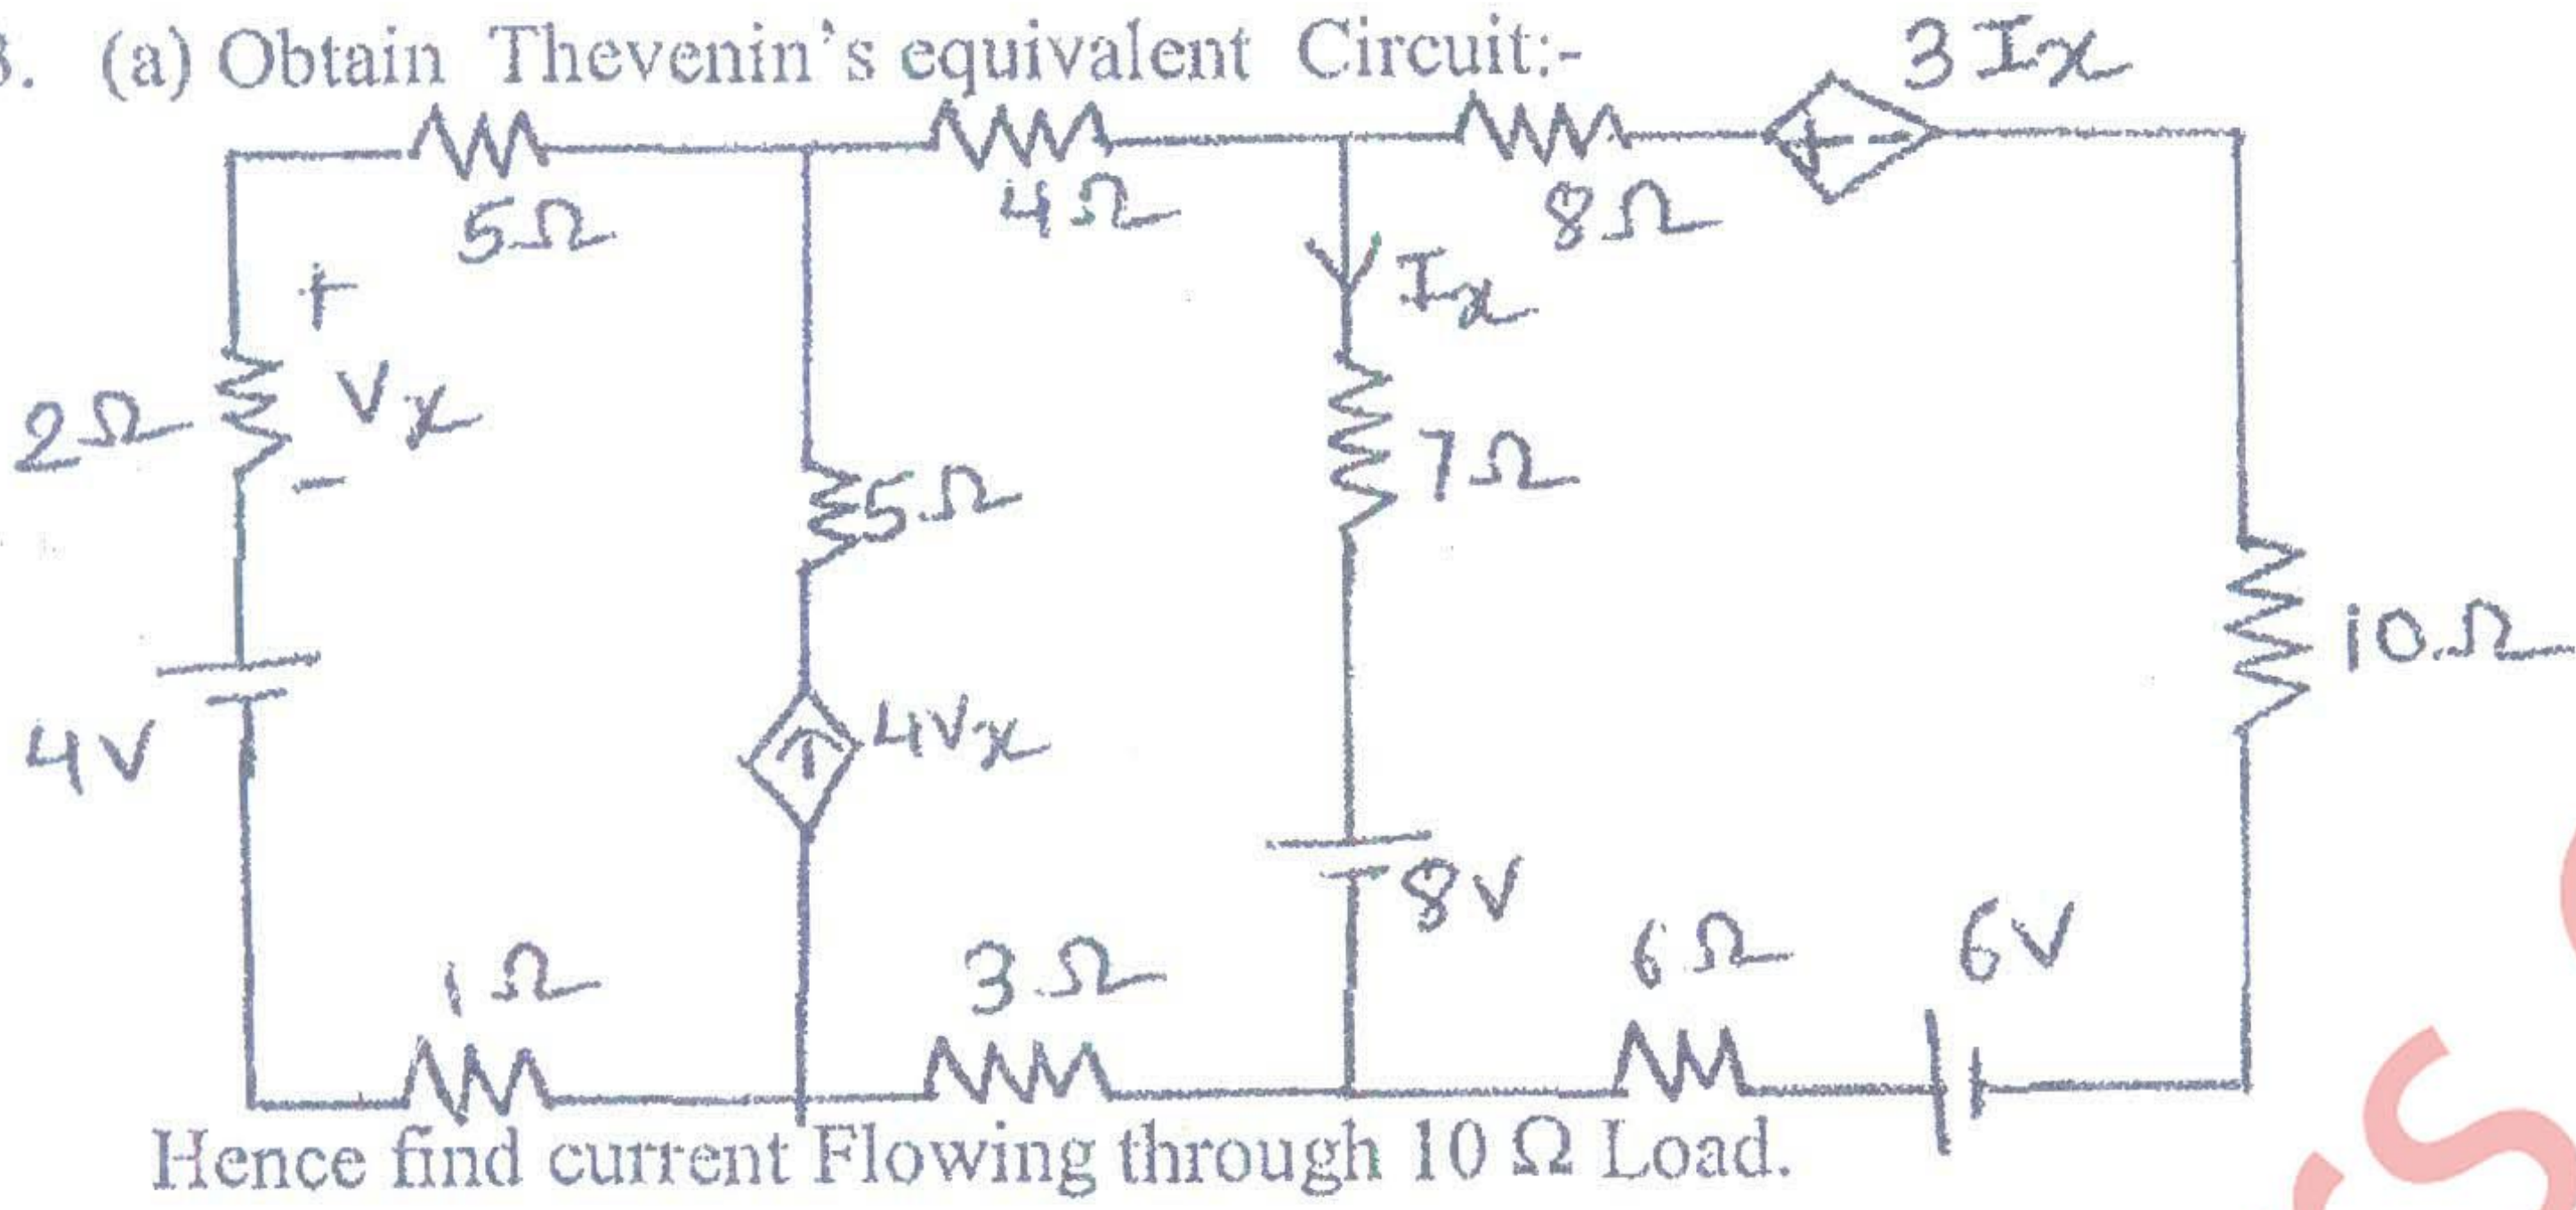 3. (a) Obtain Thevenin's equivalent Circuit:-
3Ix
5Ω
4Ω
8Ω
+ -
+
Vx
-
2Ω
Ix
5Ω
7Ω
10Ω
4V
4Vx
8V
1Ω
3Ω
6Ω
6V
Hence find current Flowing through 10 Ω Load.